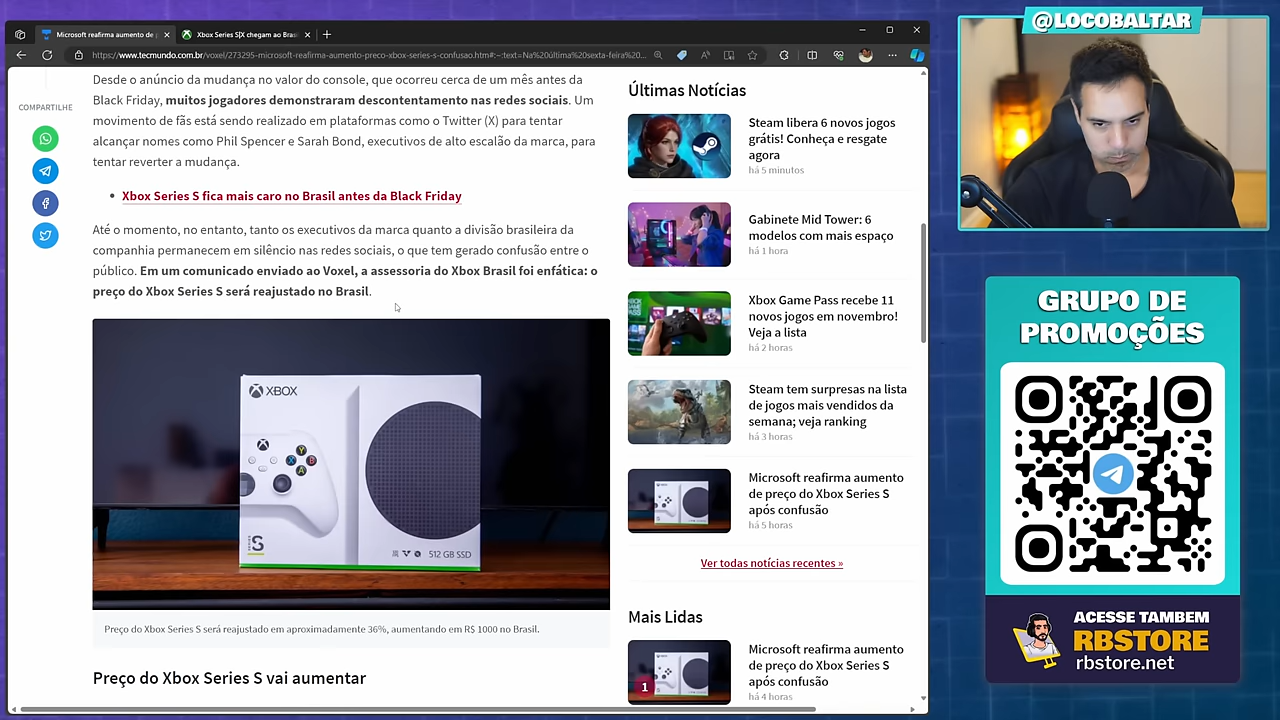 @LOCOBALTAR
Microsoft reafirma aumento de p
Xbox Series S|X chegam ao Brasil
https://www.tecmundo.com.br/voxel/273295-microsoft-reafirma-aumento-preco-xbox-series-s-confusao.htm#:~:text=Na%20última%20sexta-feira%20...
COMPARTILHE
Desde o anúncio da mudança no valor do console, que ocorreu cerca de um mês antes da
Black Friday, muitos jogadores demonstraram descontentamento nas redes sociais. Um
movimento de fãs está sendo realizado em plataformas como o Twitter (X) para tentar
alcançar nomes como Phil Spencer e Sarah Bond, executivos de alto escalão da marca, para
tentar reverter a mudança.
Xbox Series S fica mais caro no Brasil antes da Black Friday
Até o momento, no entanto, tanto os executivos da marca quanto a divisão brasileira da
companhia permanecem em silêncio nas redes sociais, o que tem gerado confusão entre o
público. Em um comunicado enviado ao Voxel, a assessoria do Xbox Brasil foi enfática: o
preço do Xbox Series S será reajustado no Brasil.
XBOX
Y
X
B
A
SERIES
S
512 GB SSD
Preço do Xbox Series S será reajustado em aproximadamente 36%, aumentando em R$ 1000 no Brasil.
Preço do Xbox Series S vai aumentar
Últimas Notícias
Steam libera 6 novos jogos
grátis! Conheça e resgate
agora
há 5 minutos
Gabinete Mid Tower: 6
modelos com mais espaço
há 1 hora
Xbox Game Pass recebe 11
novos jogos em novembro!
Veja a lista
há 2 horas
Steam tem surpresas na lista
de jogos mais vendidos da
semana; veja ranking
há 3 horas
Microsoft reafirma aumento
de preço do Xbox Series S
após confusão
há 5 horas
Ver todas notícias recentes »
Mais Lidas
1
Microsoft reafirma aumento
de preço do Xbox Series S
após confusão
há 4 horas
GRUPO DE
PROMOÇÕES
ACESSE TAMBEM
RBSTORE
rbstore.net